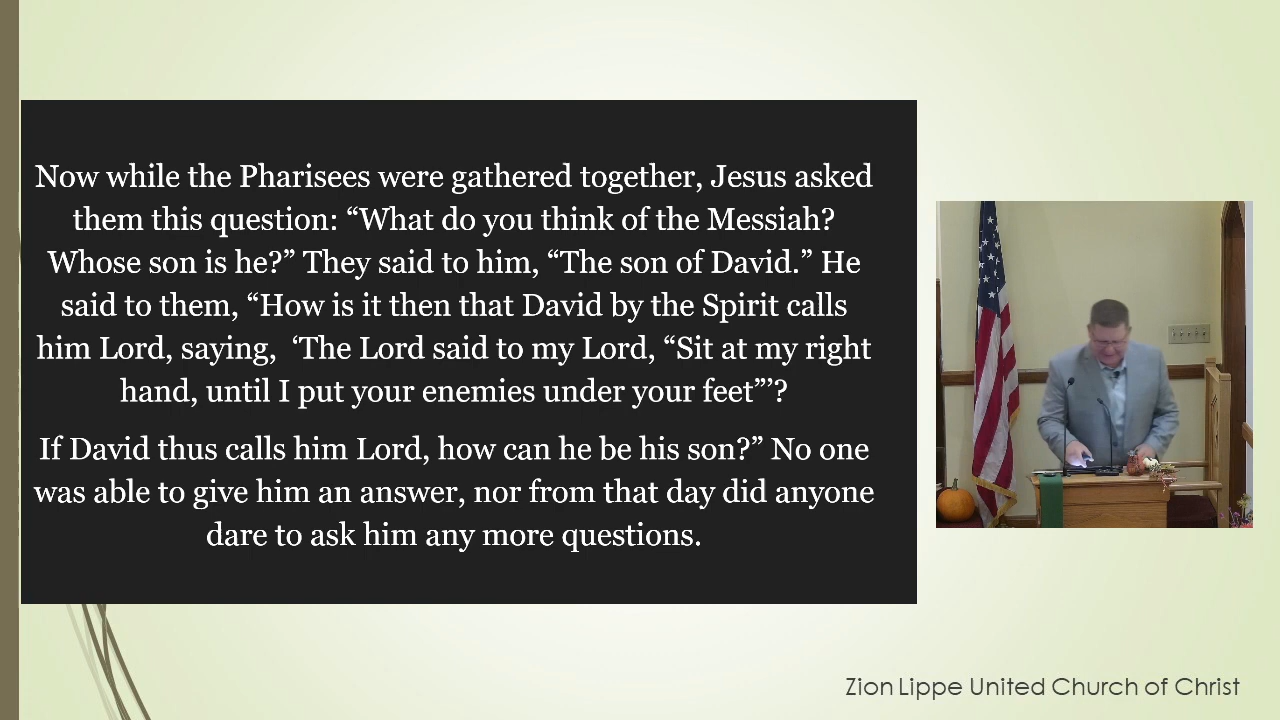 Now while the Pharisees were gathered together, Jesus asked
them this question: “What do you think of the Messiah?
Whose son is he?” They said to him, “The son of David.” He
said to them, “How is it then that David by the Spirit calls
him Lord, saying, ‘The Lord said to my Lord, “Sit at my right
hand, until I put your enemies under your feet”’?
If David thus calls him Lord, how can he be his son?” No one
was able to give him an answer, nor from that day did anyone
dare to ask him any more questions.
Zion Lippe United Church of Christ